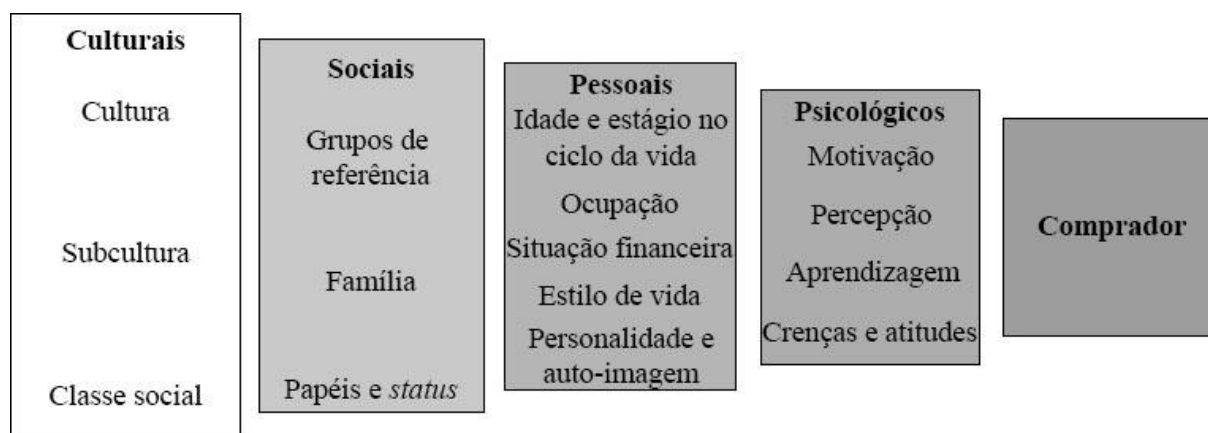 Culturais
Cultura
Subcultura
Classe social
Sociais
Grupos de
referência
Família
Papéis e status
Pessoais
Idade e estágio no
ciclo da vida
Ocupação
Situação financeira
Estilo de vida
Personalidade e
auto-imagem
Psicológicos
Motivação
Percepção
Aprendizagem
Crenças e atitudes
Comprador